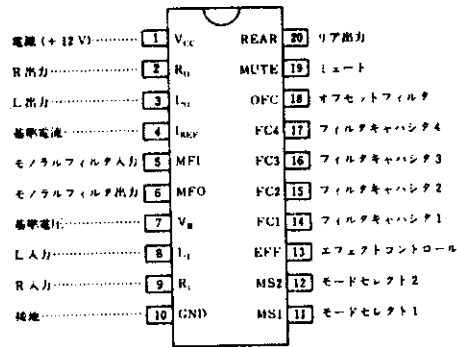 電源(+12 V) 1 VCC REAR 20 リア出力
R出力 2 RO MUTE 19 ミュート
L出力 3 LO OFC 18 オフセットフィルタ
基準電流 4 IREF FC4 17 フィルタキャパシタ4
モノラルフィルタ入力 5 MFI FC3 16 フィルタキャパシタ3
モノラルフィルタ出力 6 MFO FC2 15 フィルタキャパシタ2
基準電圧 7 VR FC1 14 フィルタキャパシタ1
L入力 8 LI EFF 13 エフェクトコントロール
R入力 9 RI MS2 12 モードセレクト2
接地 10 GND MS1 11 モードセレクト1